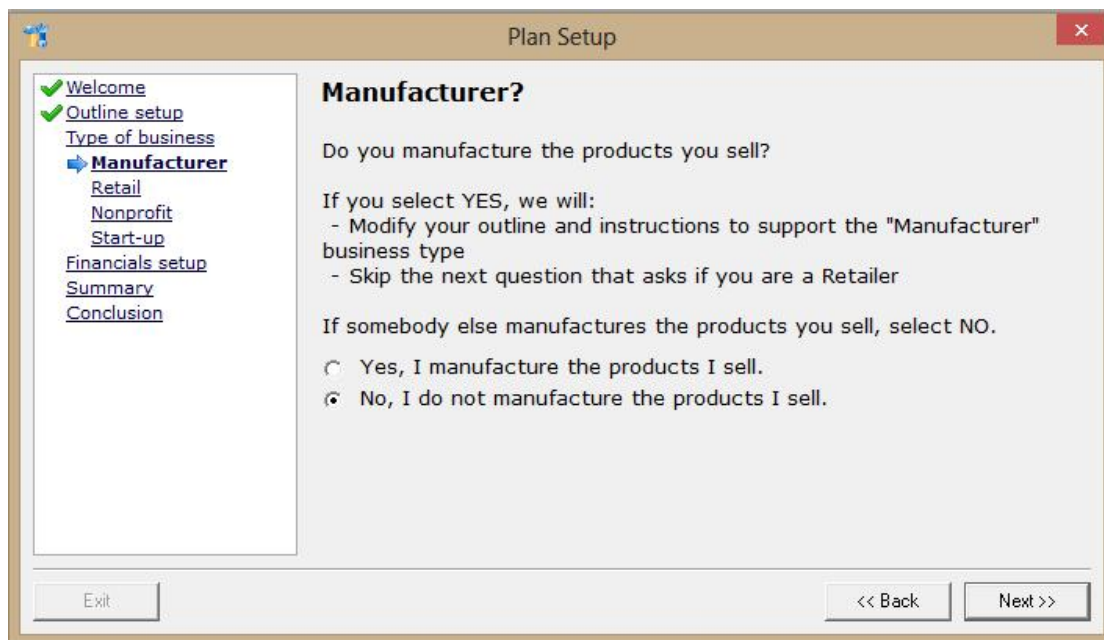 Plan Setup
Welcome
Outline setup
Type of business
Manufacturer
Retail
Nonprofit
Start-up
Financials setup
Summary
Conclusion
Manufacturer?
Do you manufacture the products you sell?
If you select YES, we will:
- Modify your outline and instructions to support the "Manufacturer"
business type
- Skip the next question that asks if you are a Retailer
If somebody else manufactures the products you sell, select NO.
Yes, I manufacture the products I sell.
No, I do not manufacture the products I sell.
Exit
<< Back
Next >>